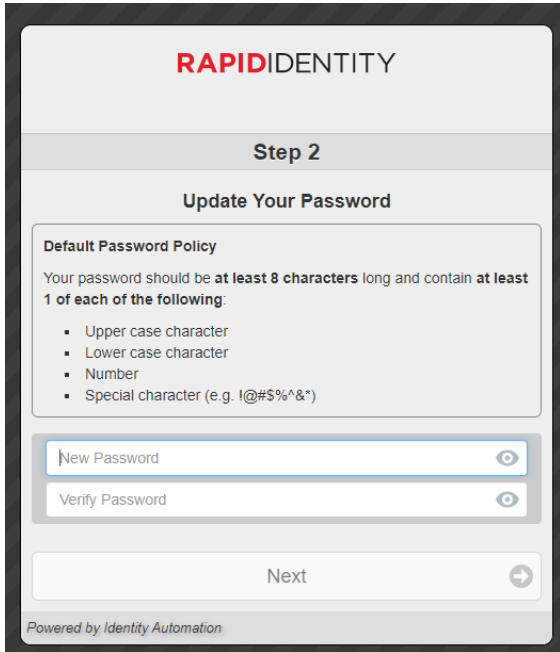 RAPIDIDENTITY
Step 2
Update Your Password
Default Password Policy
Your password should be at least 8 characters long and contain at least
1 of each of the following:
▪ Upper case character
▪ Lower case character
▪ Number
▪ Special character (e.g. !@#$%^&*)
New Password
Verify Password
Next
Powered by Identity Automation